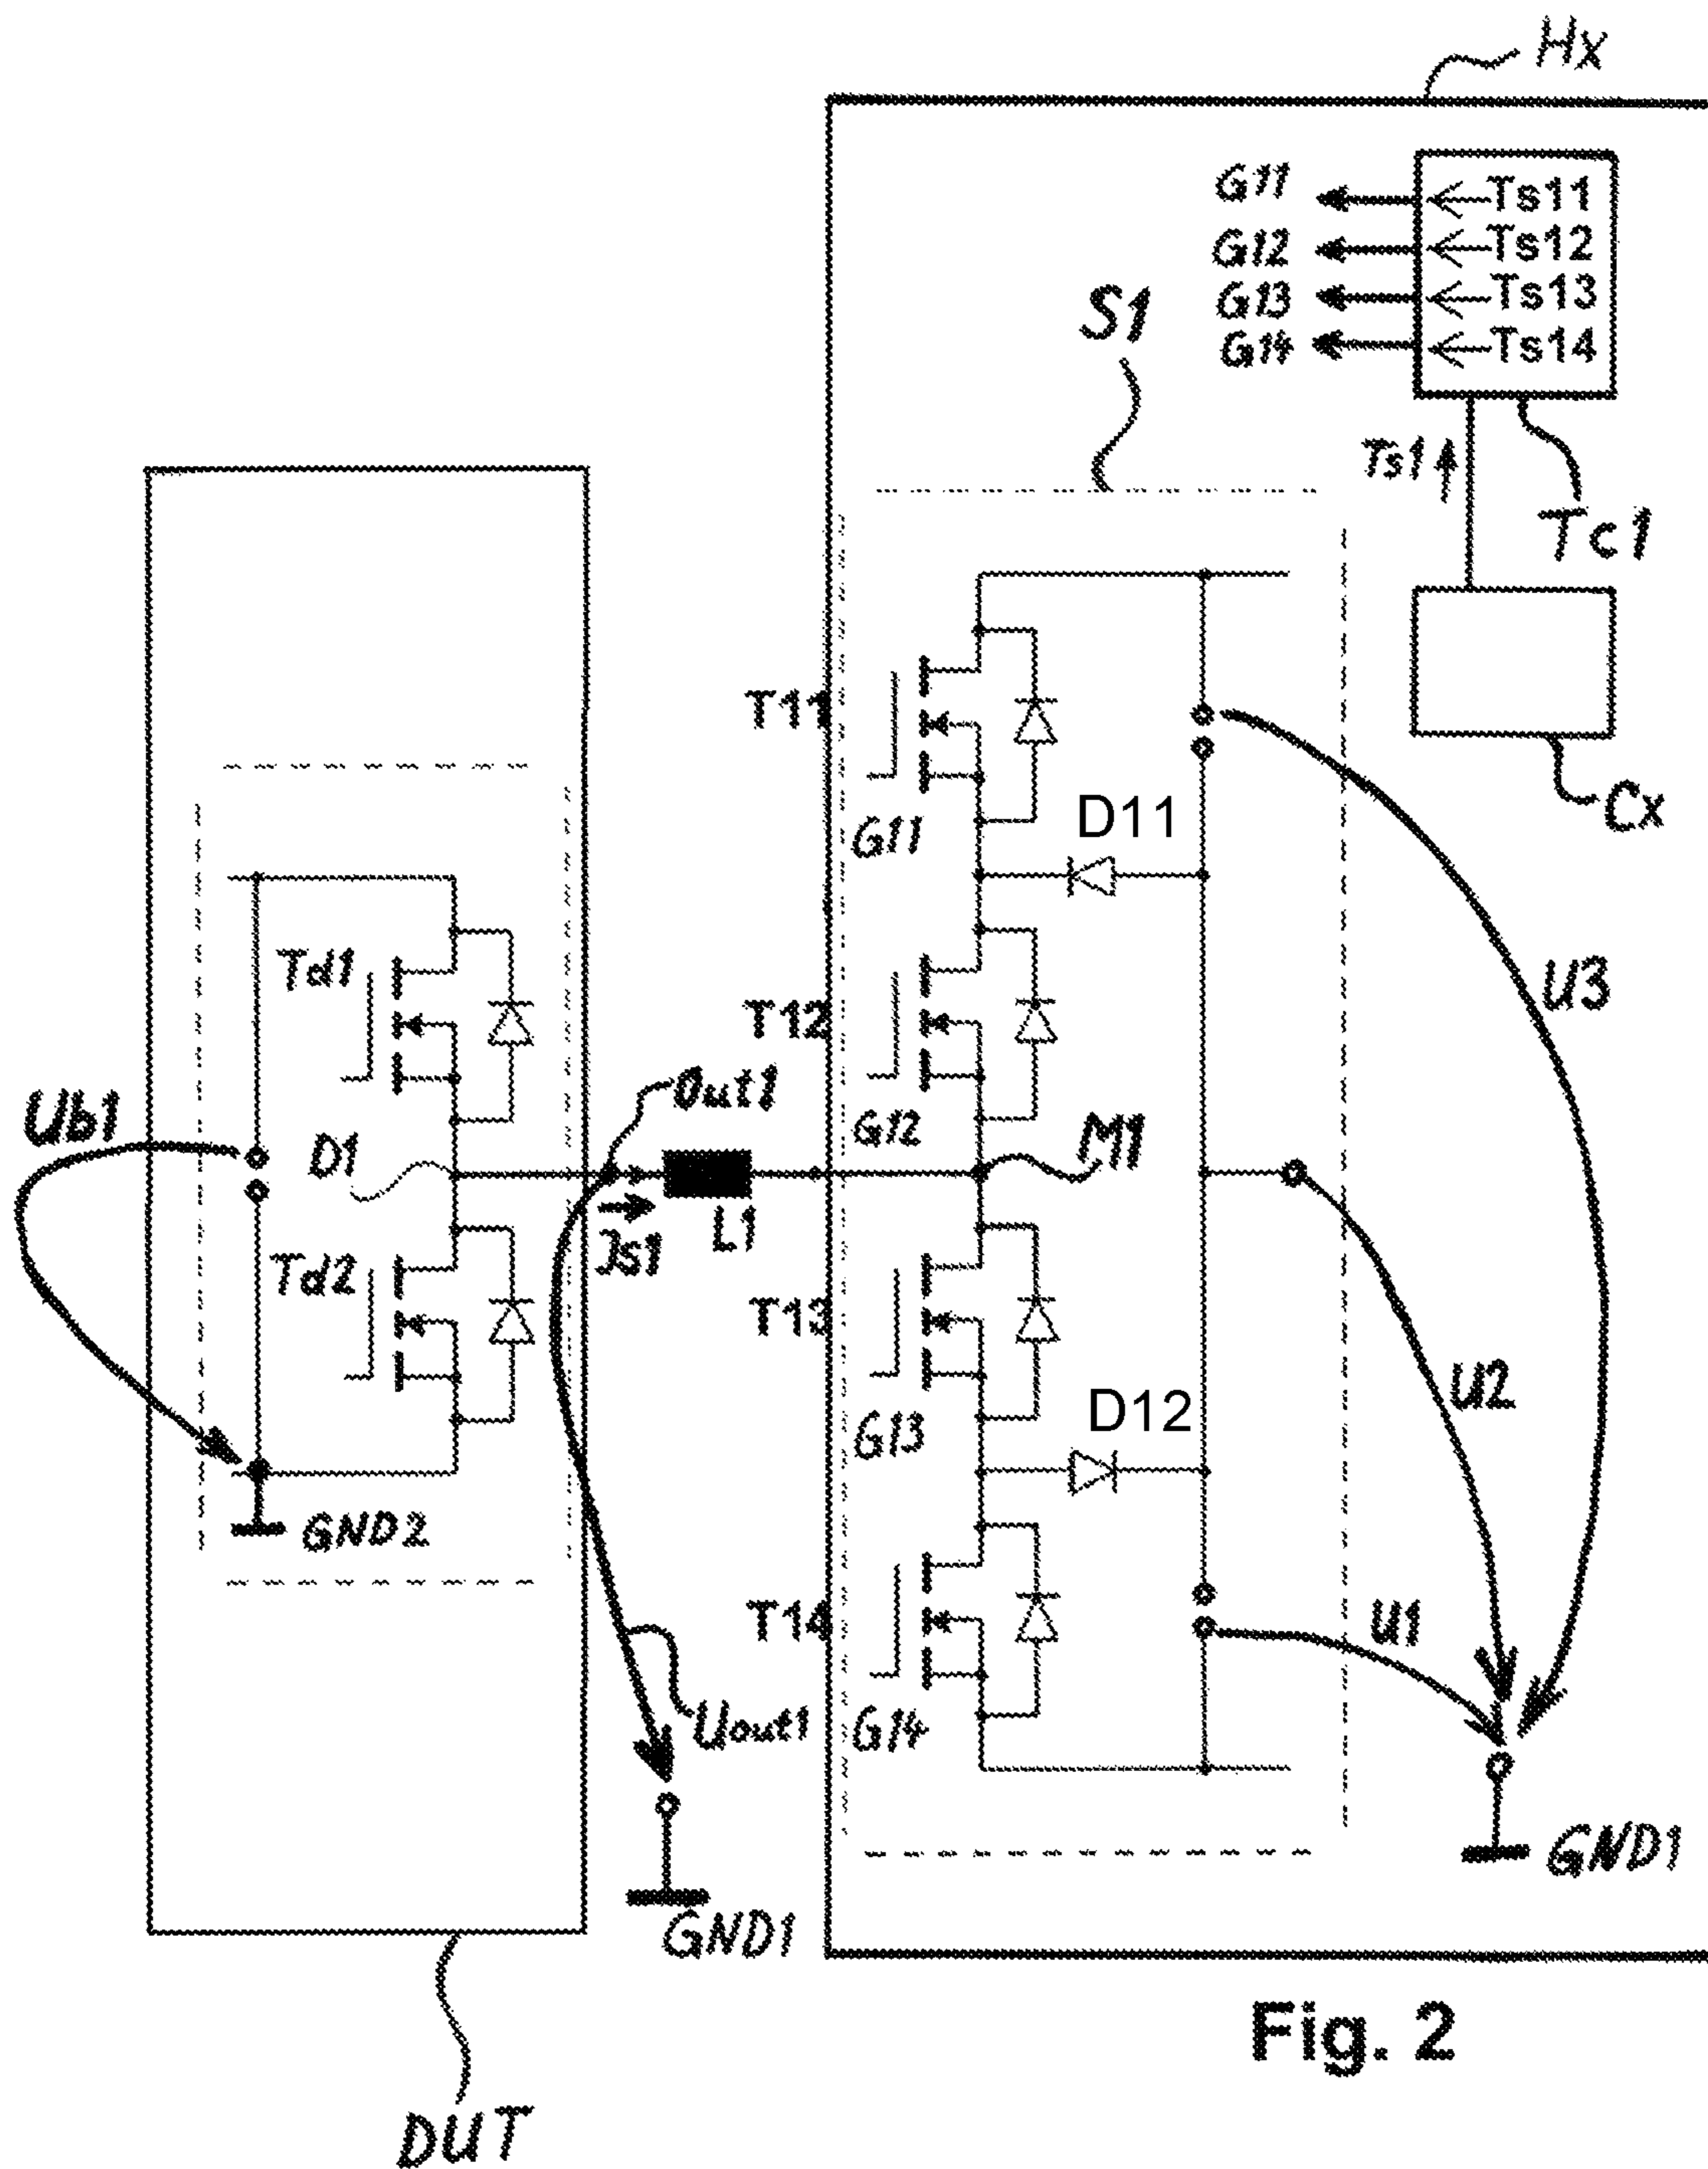 Hx
G11
Ts11
G12
Ts12
G13
Ts13
G14
Ts14
S1
Ts1
Tc1
T11
G11
D11
Cx
Td1
T12
U3
Ub1
D1
Out1
G12
M1
Js1
L1
Td2
T13
U2
G13
D12
GND2
T14
U1
Uout1
G14
GND1
GND1
Fig. 2
DUT